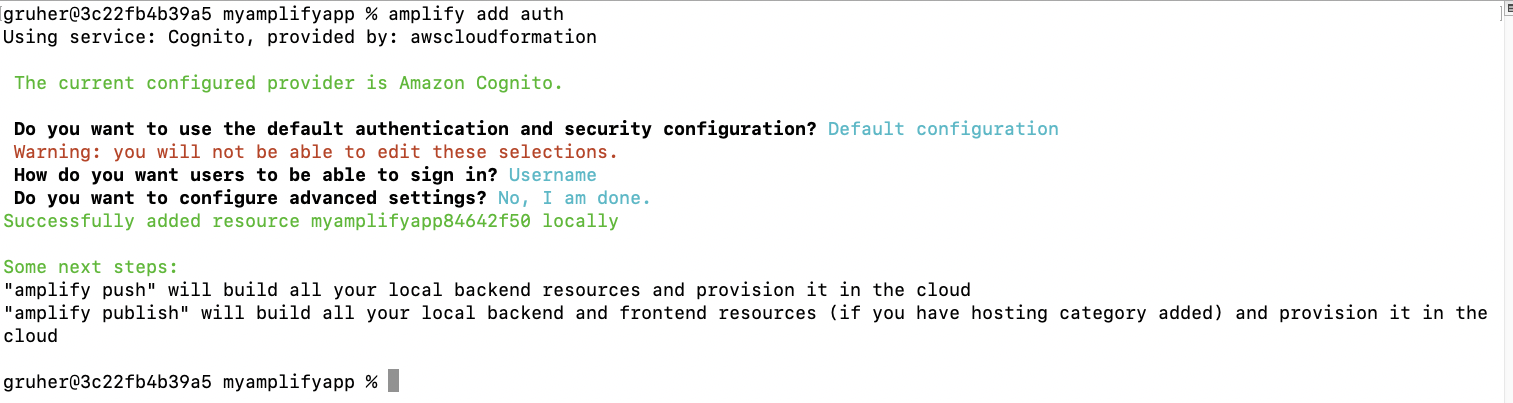 gruher@3c22fb4b39a5 myamplifyapp % amplify add auth
Using service: Cognito, provided by: awscloudformation
The current configured provider is Amazon Cognito.
Do you want to use the default authentication and security configuration? Default configuration
Warning: you will not be able to edit these selections.
How do you want users to be able to sign in? Username
Do you want to configure advanced settings? No, I am done.
Successfully added resource myamplifyapp84642f50 locally
Some next steps:
"amplify push" will build all your local backend resources and provision it in the cloud
"amplify publish" will build all your local backend and frontend resources (if you have hosting category added) and provision it in the
cloud
gruher@3c22fb4b39a5 myamplifyapp %